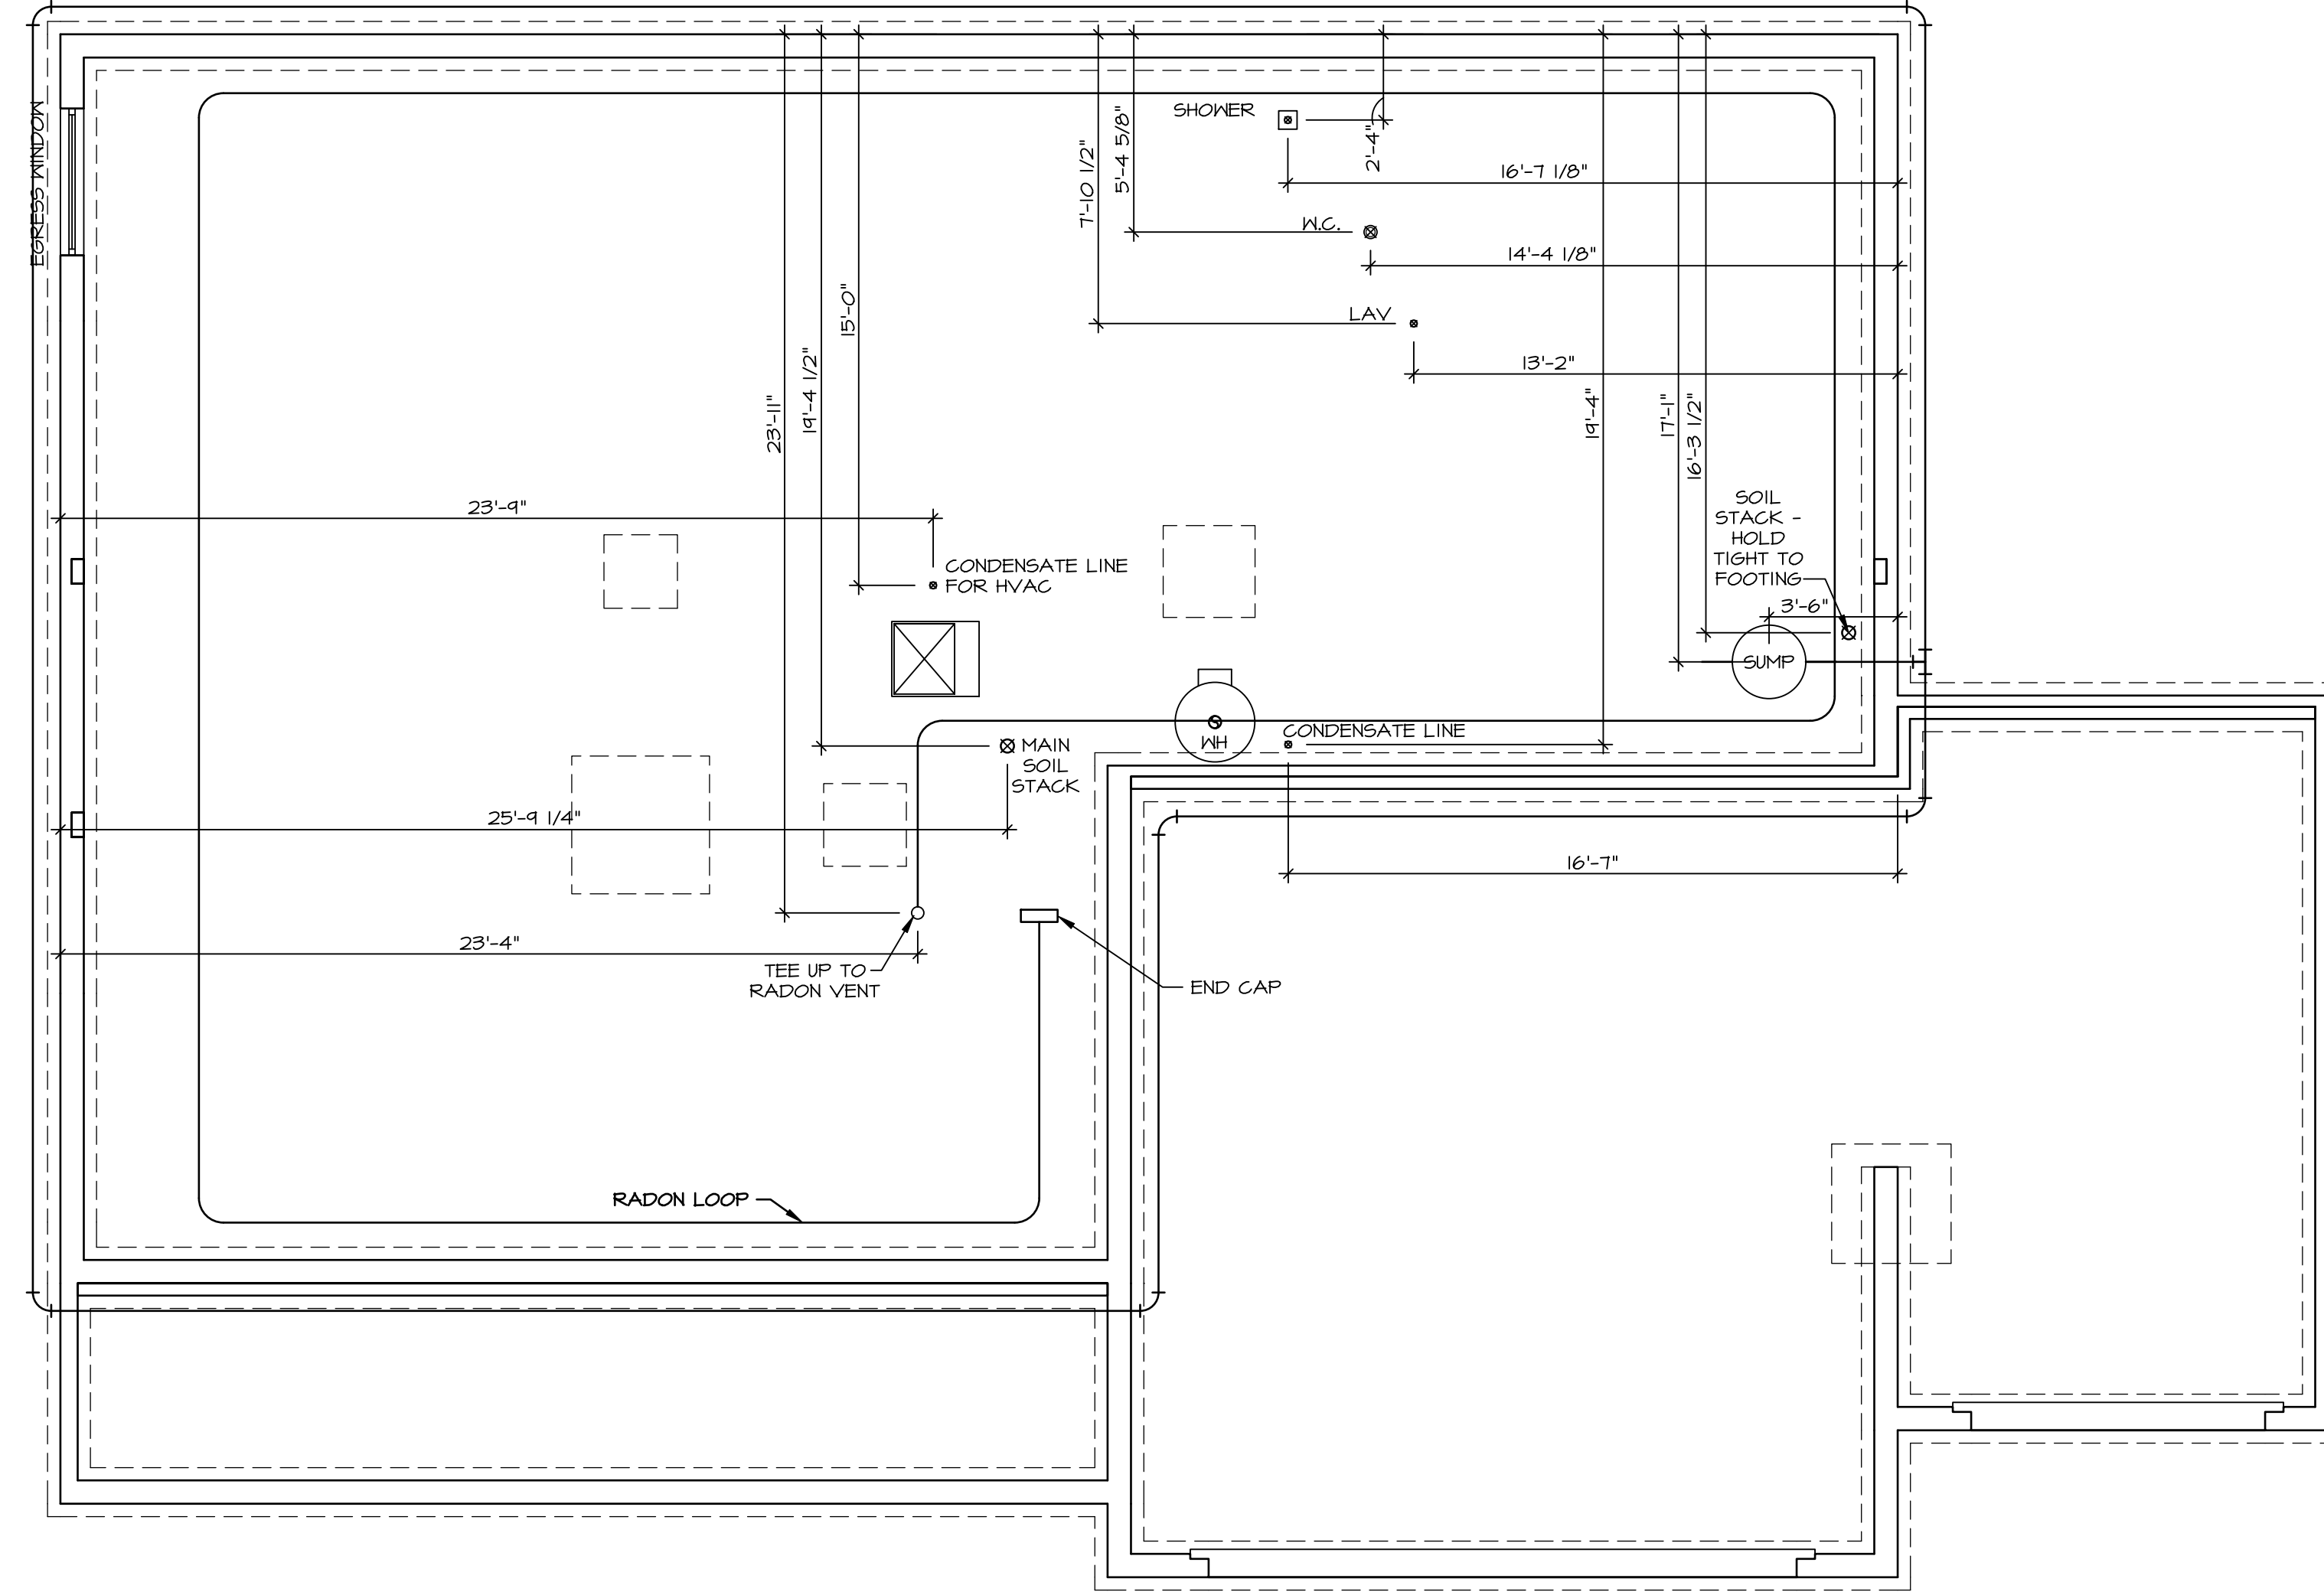 EGRESS WINDOW
SHOWER
2'-4"
16'-7 1/8"
5'-4 5/8"
7'-10 1/2"
W.C.
14'-4 1/8"
LAV
13'-2"
15'-0"
19'-4 1/2"
23'-11"
19'-4"
17'-1"
16'-3 1/2"
23'-9"
CONDENSATE LINE
FOR HVAC
SOIL
STACK -
HOLD
TIGHT TO
FOOTING
3'-6"
SUMP
WH
CONDENSATE LINE
MAIN
SOIL
STACK
25'-9 1/4"
16'-7"
23'-4"
TEE UP TO
RADON VENT
END CAP
RADON LOOP